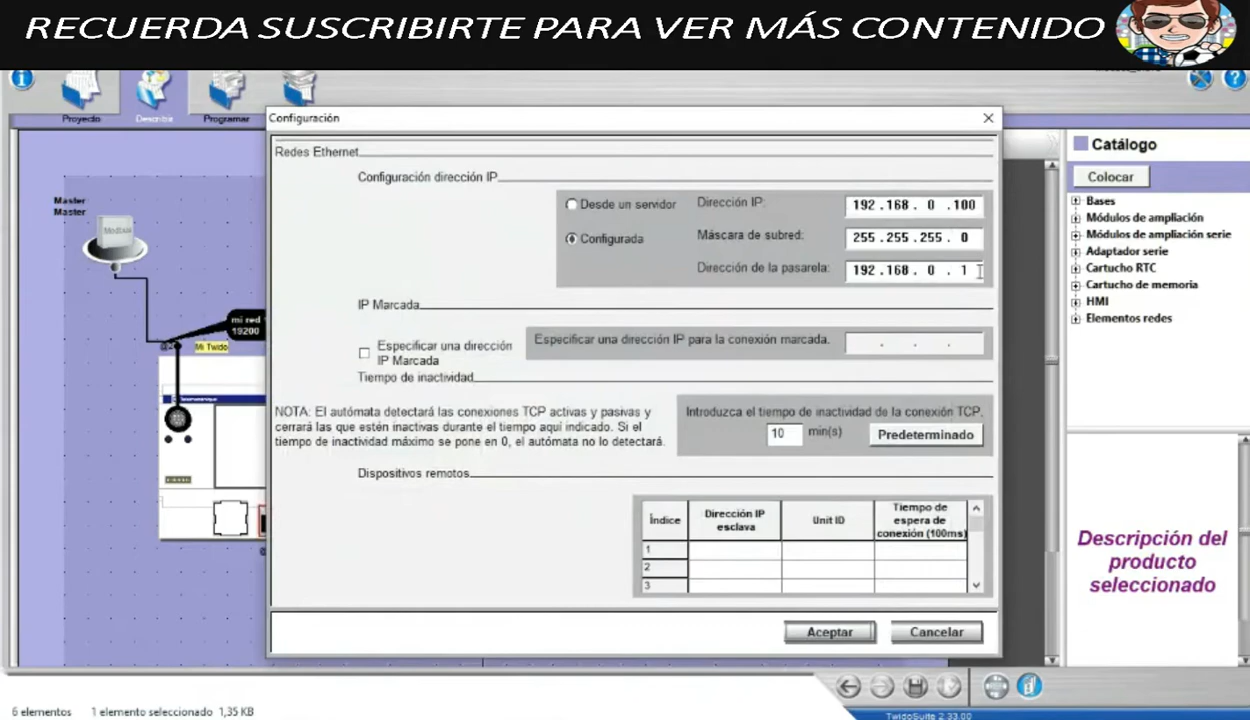 RECUERDA SUSCRIBIRTE PARA VER MÁS CONTENIDO
Proyecto
Describir
Programar
Configuración
Redes Ethernet
Configuración dirección IP
Desde un servidor
Dirección IP:
192.168. 0 .100
Configurada
Máscara de subred:
255.255.255. 0
Dirección de la pasarela:
192.168. 0 . 1
IP Marcada
Especificar una dirección
IP Marcada
Especificar una dirección IP para la conexión marcada.
. . .
Tiempo de inactividad
NOTA: El autómata detectará las conexiones TCP activas y pasivas y
cerrará las que estén inactivas durante el tiempo aquí indicado. Si el
tiempo de inactividad máximo se pone en 0, el autómata no lo detectará.
Introduzca el tiempo de inactividad de la conexión TCP.
10 min(s)
Predeterminado
Dispositivos remotos
Índice
Dirección IP
esclava
Unit ID
Tiempo de
espera de
conexión (100ms)
1
2
3
Aceptar
Cancelar
Master
Master
Modbus
mi red
19200
Mi Twido
Catálogo
Colocar
Bases
Módulos de ampliación
Módulos de ampliación serie
Adaptador serie
Cartucho RTC
Cartucho de memoria
HMI
Elementos redes
Descripción del
producto
seleccionado
6 elementos
1 elemento seleccionado 1,35 KB
TwidoSuite 2.33.00